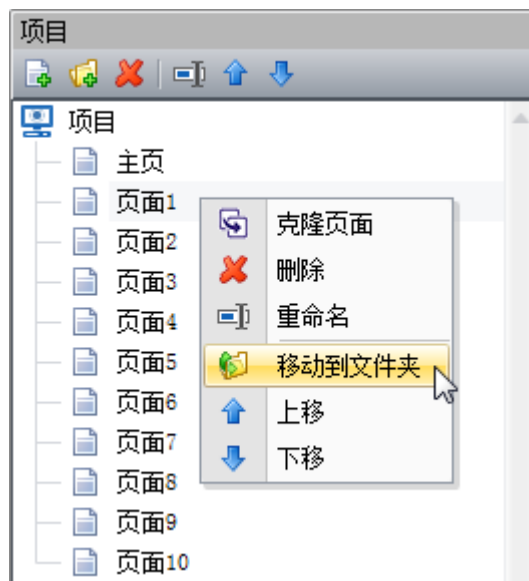 项目
项目
主页
页面1
页面2
页面3
页面4
页面5
页面6
页面7
页面8
页面9
页面10
克隆页面
删除
重命名
移动到文件夹
上移
下移